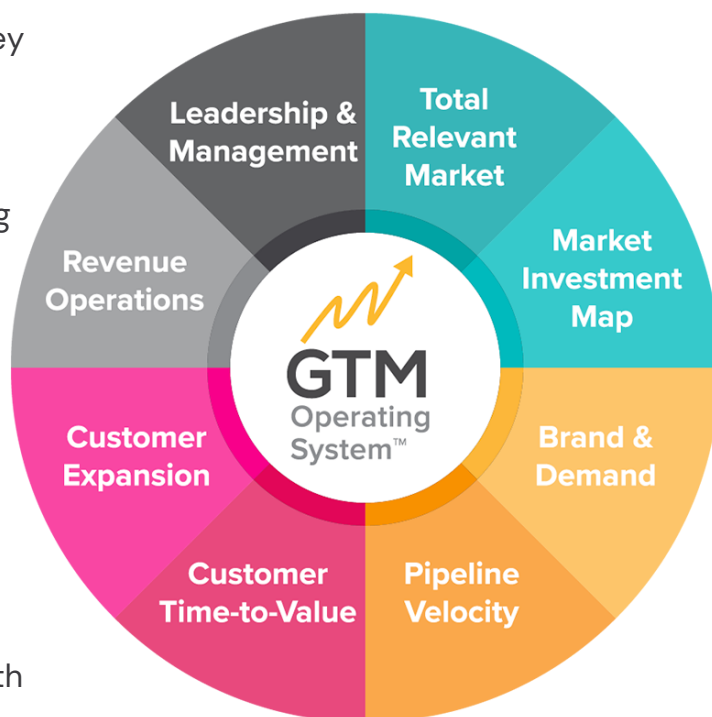 Leadership &
Management
Total
Relevant
Market
Market
Investment
Map
Brand &
Demand
Pipeline
Velocity
Customer
Time-to-Value
Customer
Expansion
Revenue
Operations
GTM
Operating
System™